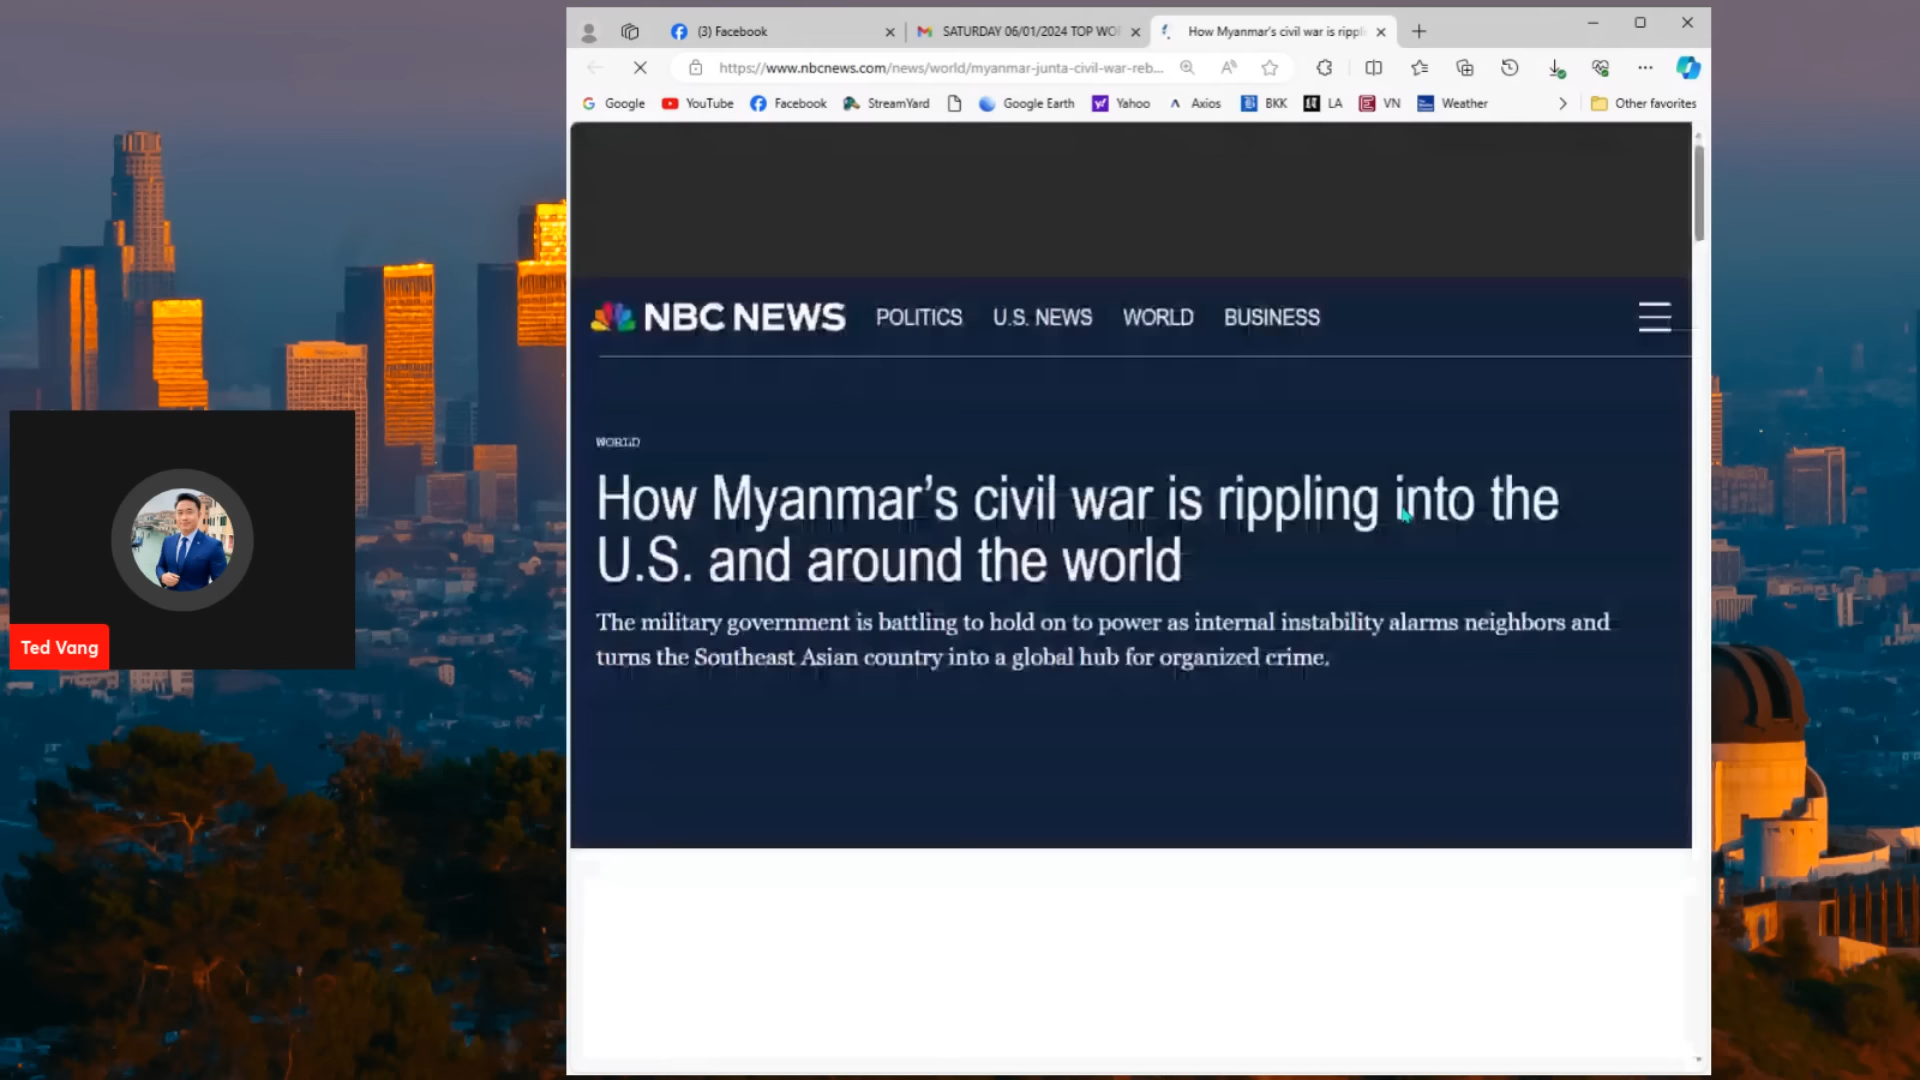 (3) Facebook
SATURDAY 06/01/2024 TOP WO
How Myanmar's civil war is rippli
https://www.nbcnews.com/news/world/myanmar-junta-civil-war-reb...
Google YouTube Facebook StreamYard Google Earth Yahoo Axios BKK LA VN Weather Other favorites
NBC NEWS POLITICS U.S. NEWS WORLD BUSINESS
WORLD
How Myanmar's civil war is rippling into the
U.S. and around the world
The military government is battling to hold on to power as internal instability alarms neighbors and
turns the Southeast Asian country into a global hub for organized crime.
Ted Vang